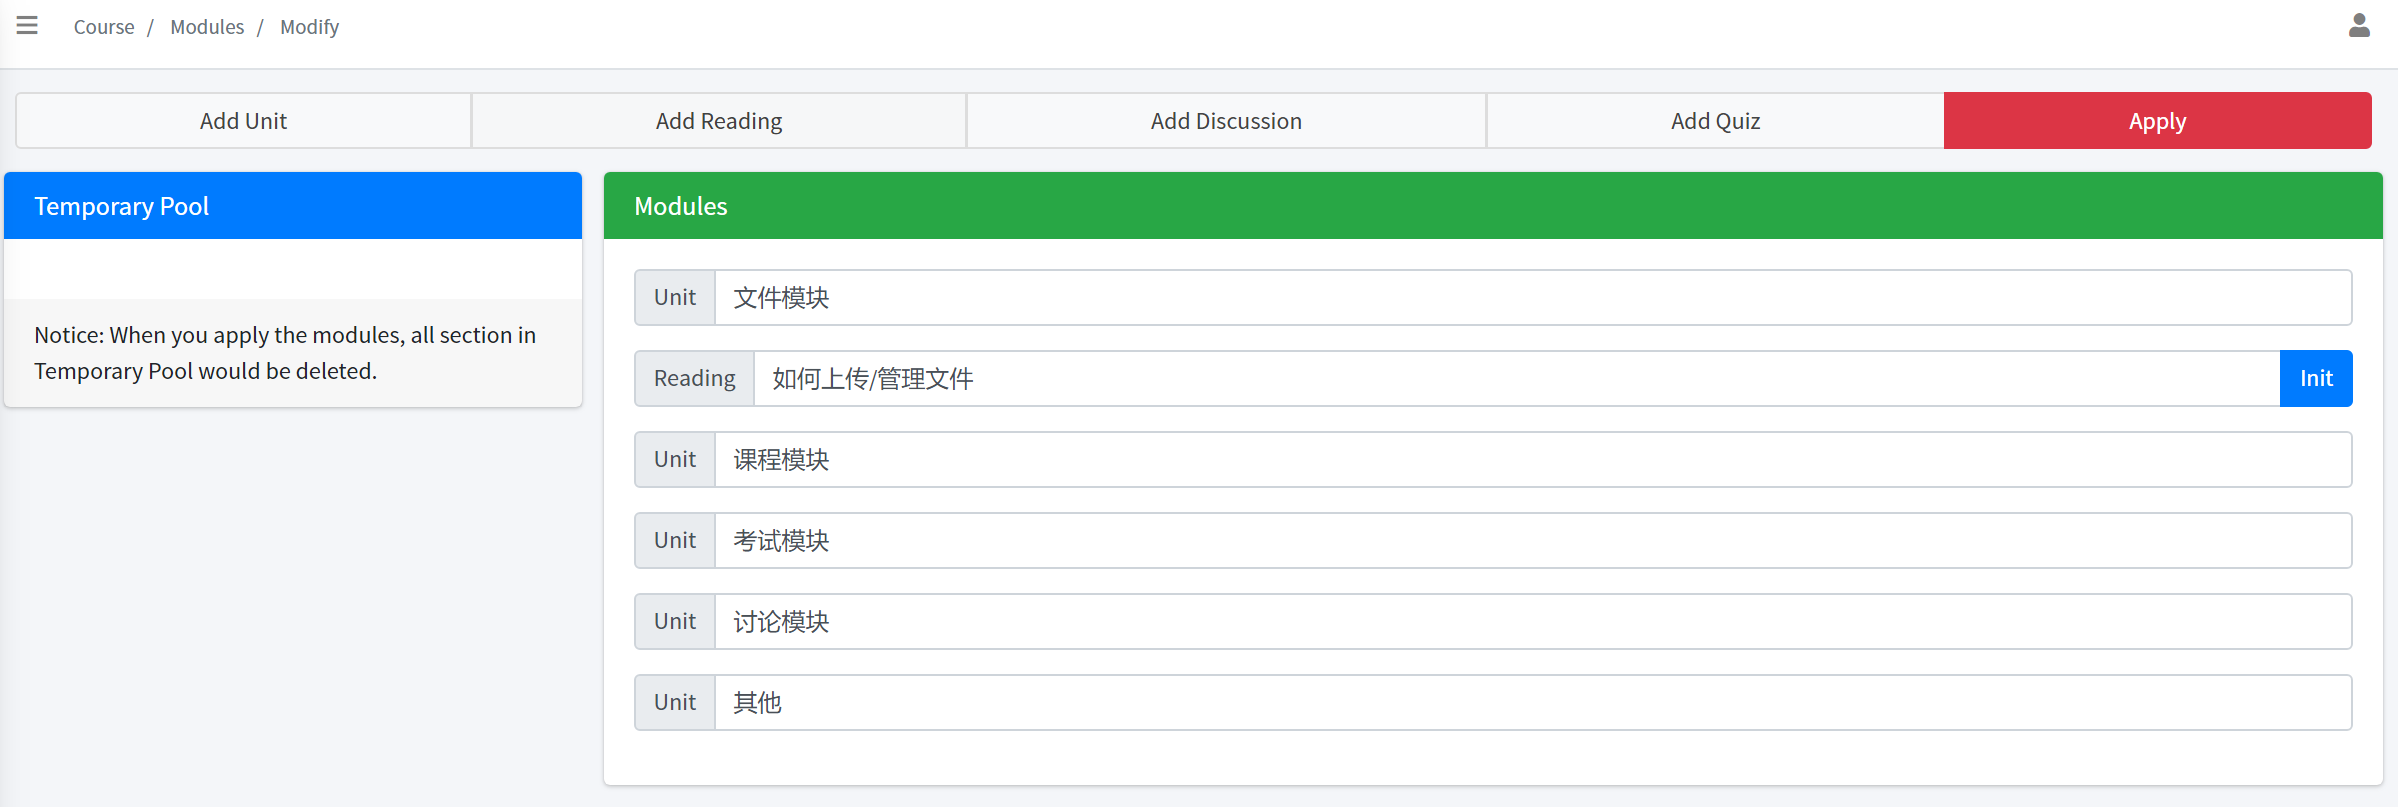 Course / Modules / Modify
Add Unit Add Reading Add Discussion Add Quiz Apply
Temporary Pool
Notice: When you apply the modules, all section in
Temporary Pool would be deleted.
Modules
Unit 文件模块
Reading 如何上传/管理文件 Init
Unit 课程模块
Unit 考试模块
Unit 讨论模块
Unit 其他